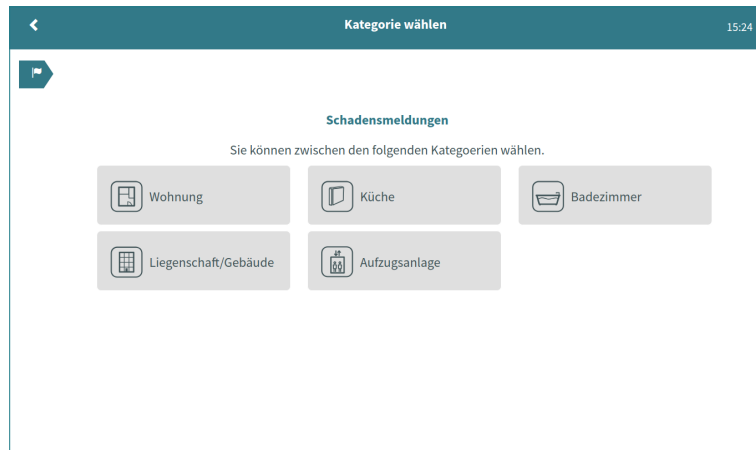 Kategorie wählen
15:24
Schadensmeldungen
Sie können zwischen den folgenden Kategoerien wählen.
Wohnung
Küche
Badezimmer
Liegenschaft/Gebäude
Aufzugsanlage